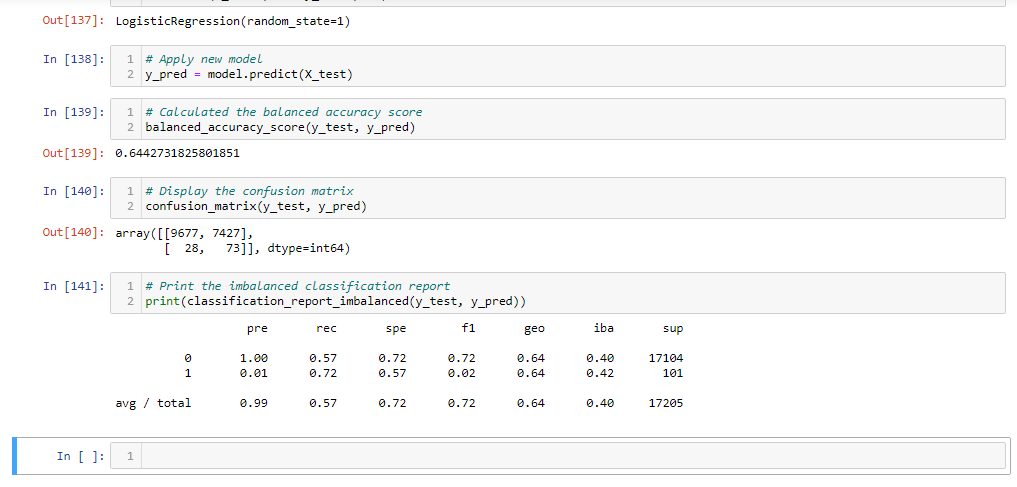 Out[137]: LogisticRegression(random_state=1)
In [138]: 1 # Apply new model
2 y_pred = model.predict(X_test)
In [139]: 1 # Calculated the balanced accuracy score
2 balanced_accuracy_score(y_test, y_pred)
Out[139]: 0.6442731825801851
In [140]: 1 # Display the confusion matrix
2 confusion_matrix(y_test, y_pred)
Out[140]: array([[9677, 7427],
[ 28, 73]], dtype=int64)
In [141]: 1 # Print the imbalanced classification report
2 print(classification_report_imbalanced(y_test, y_pred))
pre rec spe f1 geo iba sup
0 1.00 0.57 0.72 0.72 0.64 0.40 17104
1 0.01 0.72 0.57 0.02 0.64 0.42 101
avg / total 0.99 0.57 0.72 0.72 0.64 0.40 17205
In [ ]: 1